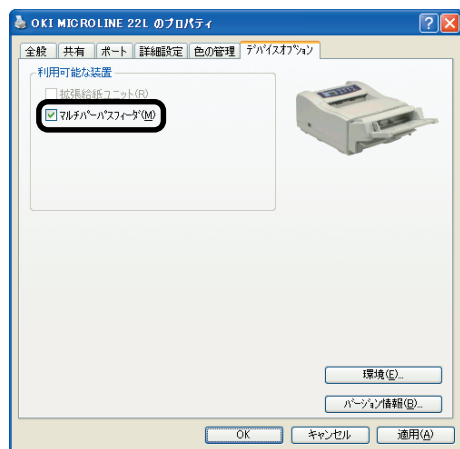 OKI MICROLINE 22L のプロパティ
全般 共有 ポート 詳細設定 色の管理 デバイスオプション
利用可能な装置
拡張給紙ユニット(R)
マルチパーパスフィーダ(M)
環境(E)...
バージョン情報(B)...
OK キャンセル 適用(A)